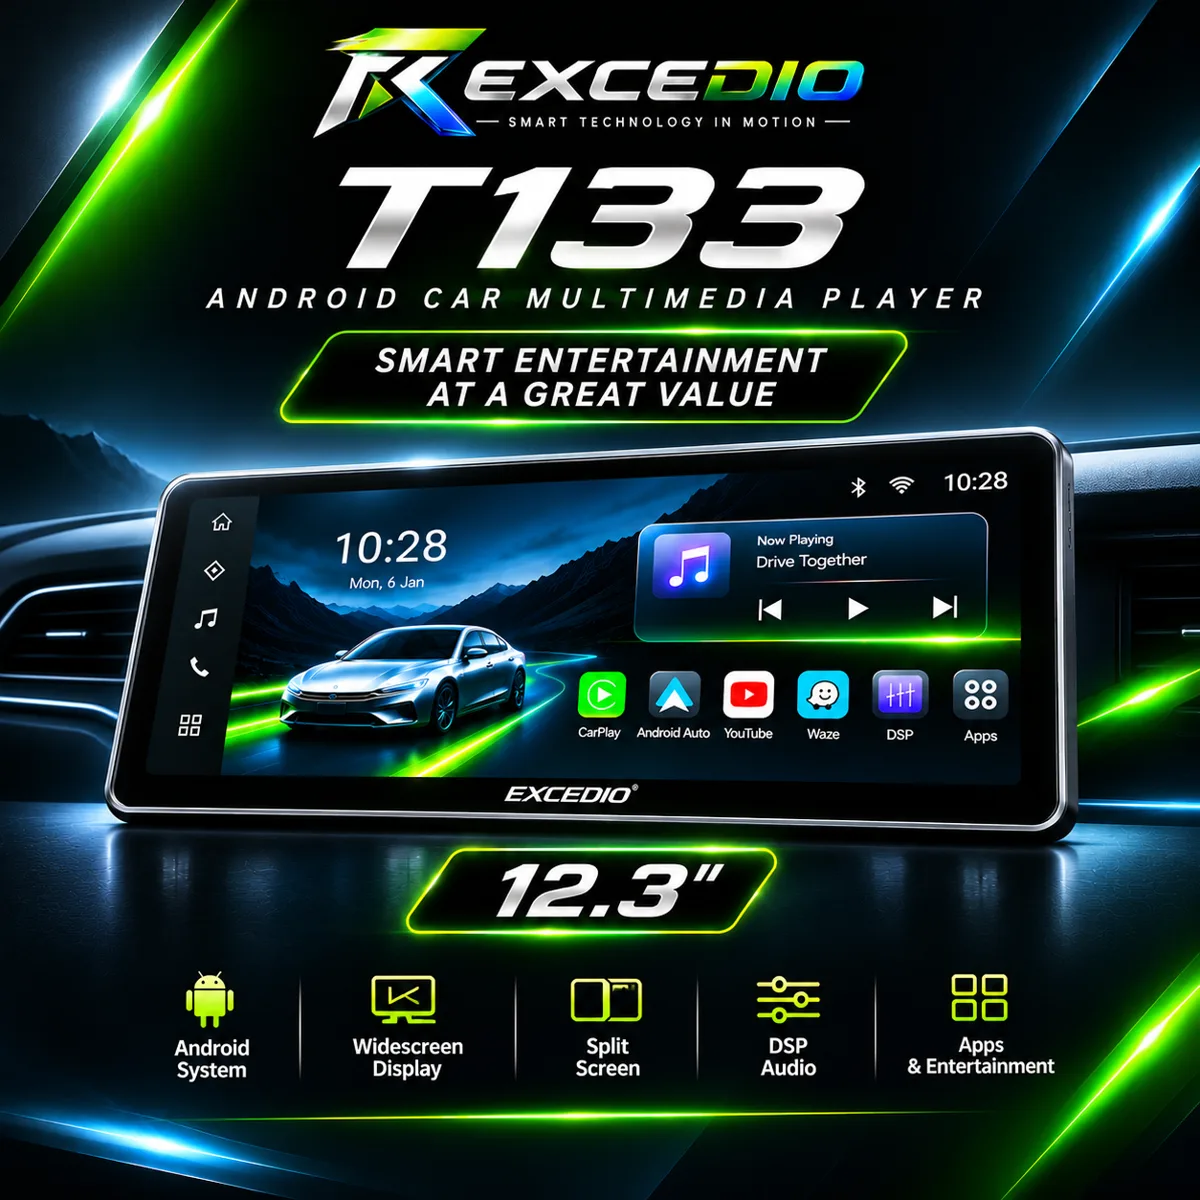 EXCEDIO
SMART TECHNOLOGY IN MOTION
T133
ANDROID CAR MULTIMEDIA PLAYER
SMART ENTERTAINMENT
AT A GREAT VALUE
10:28
10:28
Mon, 6 Jan
Now Playing
Drive Together
CarPlay
Android Auto
YouTube
Waze
DSP
Apps
EXCEDIO®
12.3"
Android
System
Widescreen
Display
Split
Screen
DSP
Audio
Apps
& Entertainment